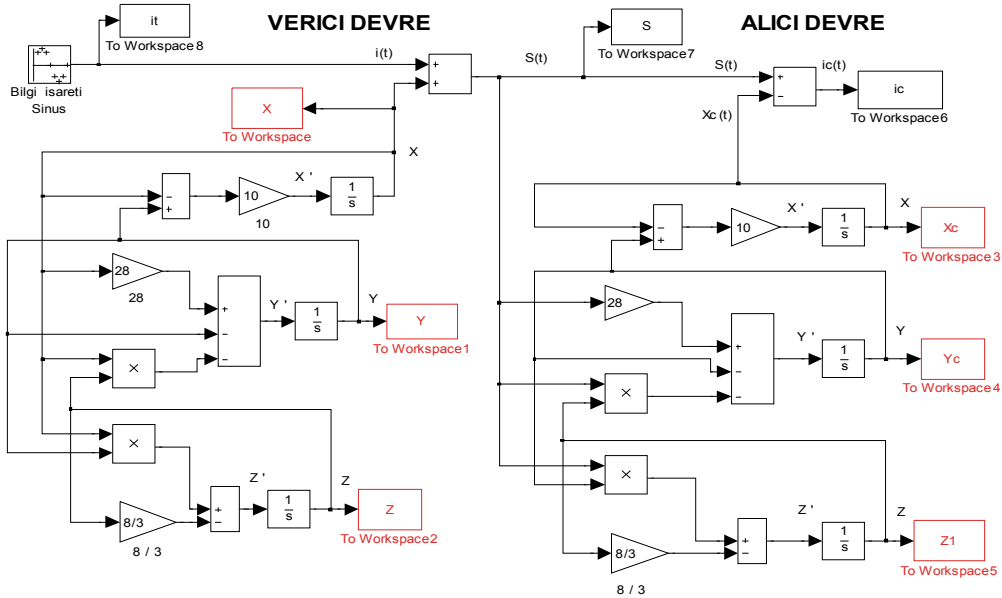 VERICI DEVRE
ALICI DEVRE
it
To Workspace8
Bilgi isareti
Sinus
i(t)
+
+
X
To Workspace
X
−
+
10
10
X '
1
s
28
28
+
−
−
Y '
1
s
Y
Y
To Workspace1
×
×
8/3
8 / 3
+
−
Z '
1
s
Z
Z
To Workspace2
S(t)
S
To Workspace7
S(t)
+
−
ic(t)
ic
To Workspace6
Xc(t)
−
+
10
X '
1
s
X
Xc
To Workspace3
28
+
−
−
Y '
1
s
Y
Yc
To Workspace4
×
×
8/3
8 / 3
+
−
Z '
1
s
Z
Z1
To Workspace5